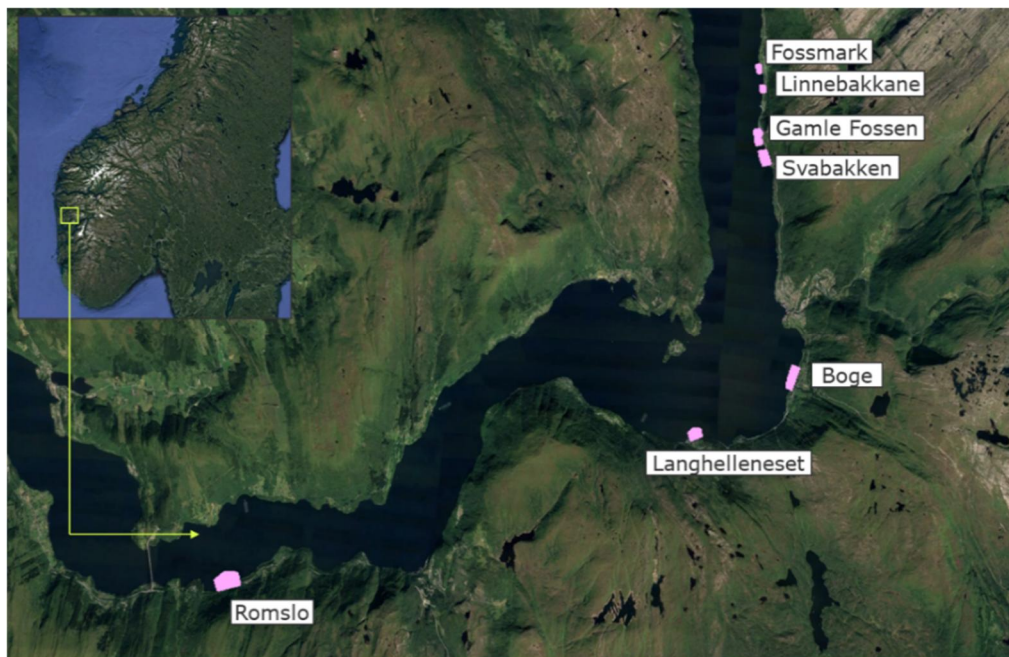 Fossmark
Linnebakkane
Gamle Fossen
Svabakken
Boge
Langhelleneset
Romslo